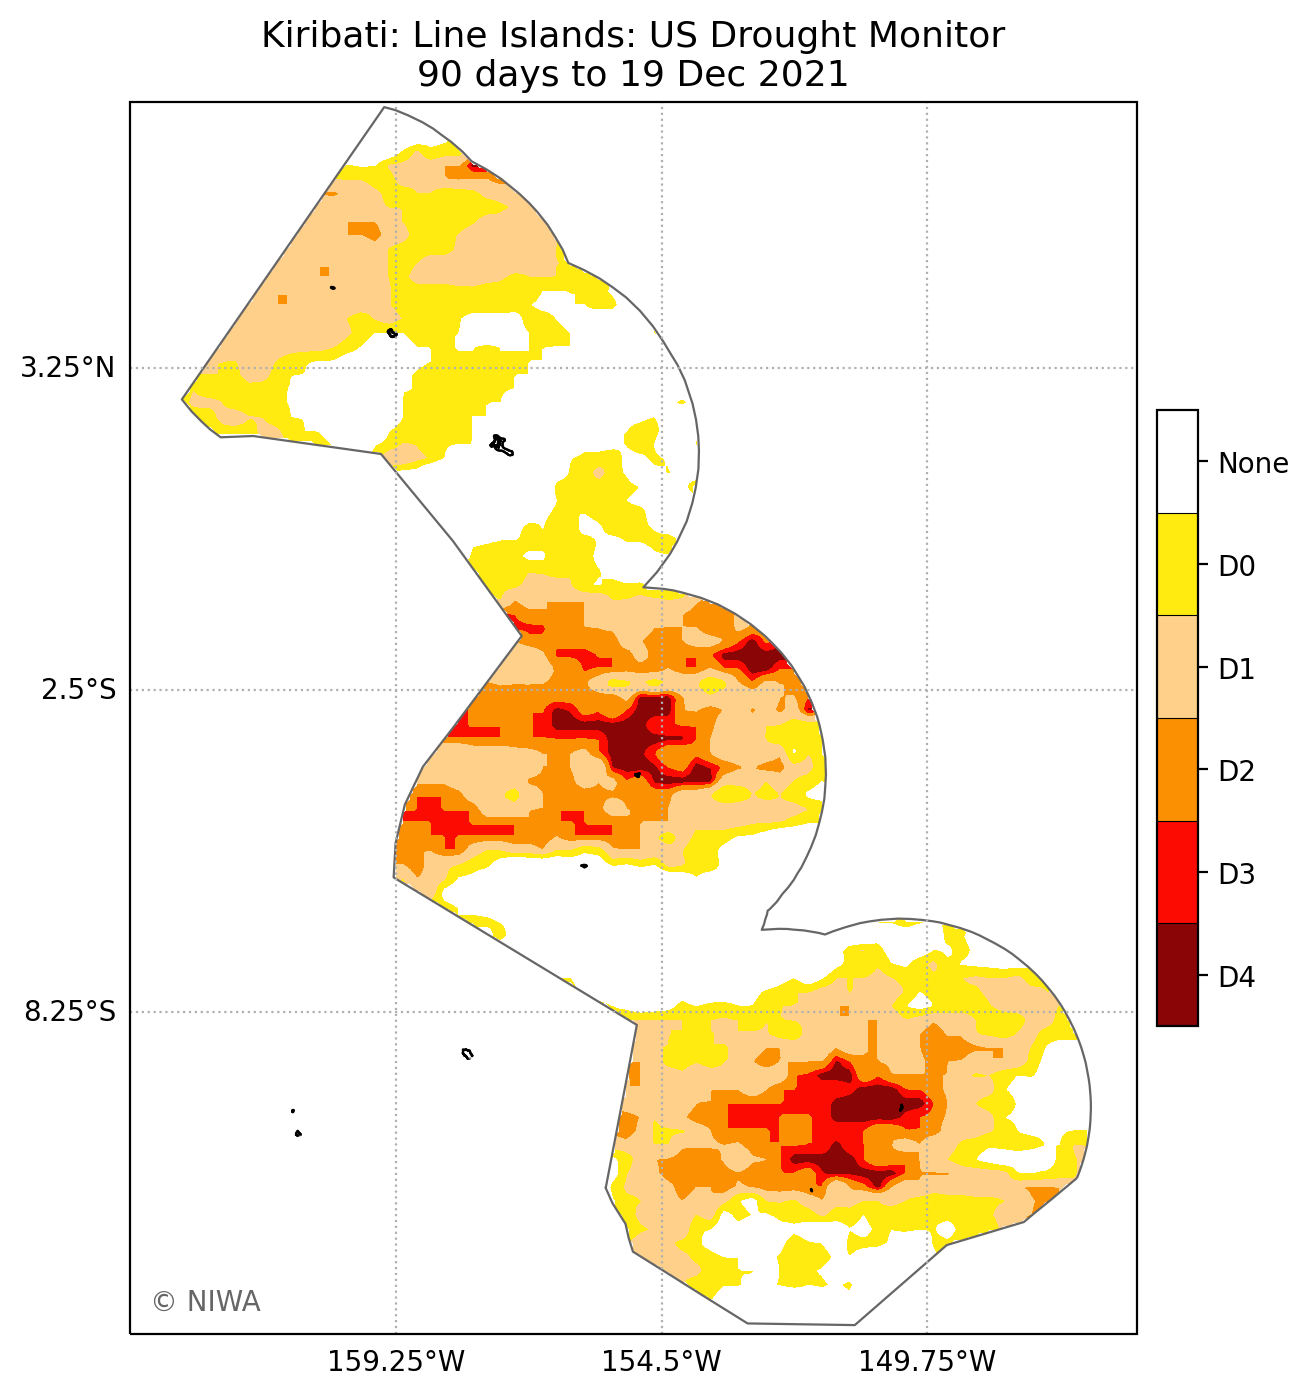 Kiribati: Line Islands: US Drought Monitor
90 days to 19 Dec 2021
3.25°N
2.5°S
8.25°S
159.25°W
154.5°W
149.75°W
None
D0
D1
D2
D3
D4
© NIWA